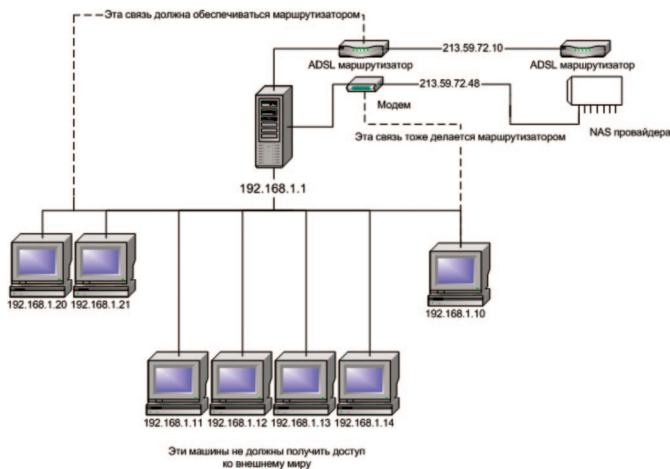 Эта связь должна обеспечиваться маршрутизатором
213.59.72.10
ADSL маршрутизатор
ADSL маршрутизатор
213.59.72.48
Модем
NAS провайдера
Эта связь тоже делается маршрутизатором
192.168.1.1
192.168.1.20
192.168.1.21
192.168.1.10
192.168.1.11
192.168.1.12
192.168.1.13
192.168.1.14
Эти машины не должны получить доступ
ко внешнему миру